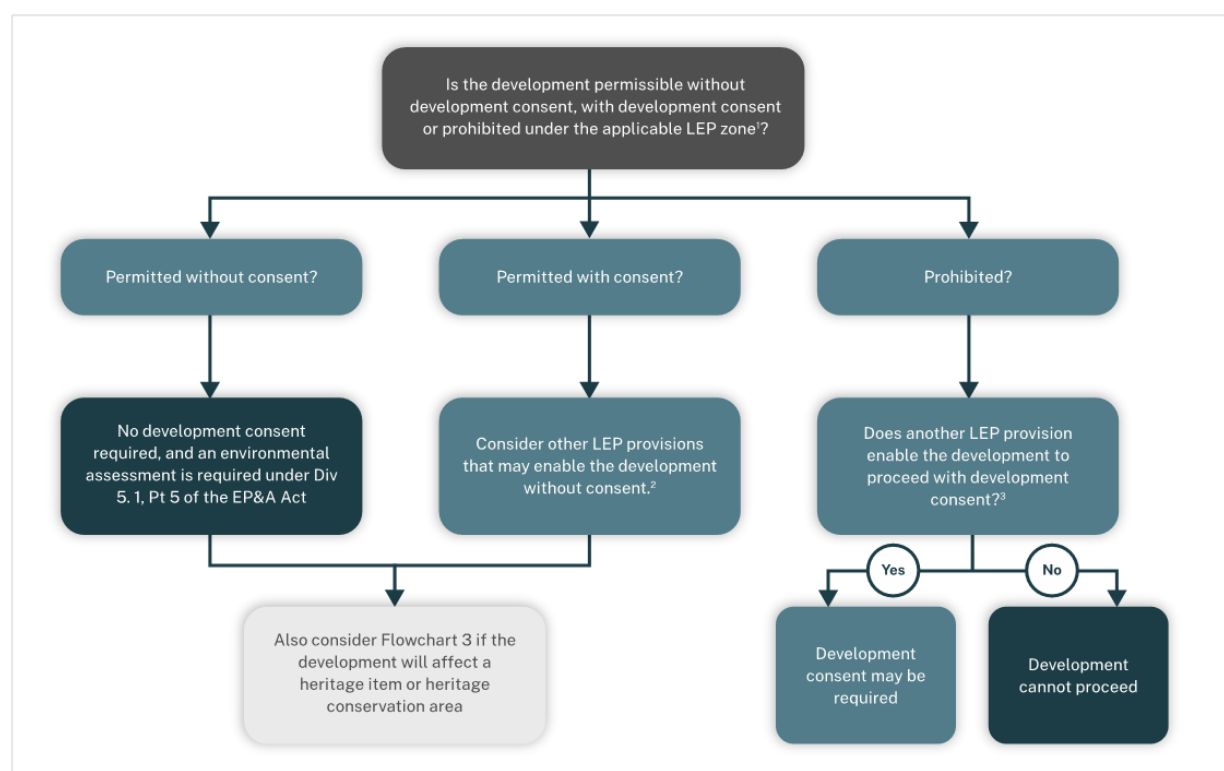 Is the development permissible without
development consent, with development consent
or prohibited under the applicable LEP zone¹?
Permitted without consent?
Permitted with consent?
Prohibited?
No development consent
required, and an environmental
assessment is required under Div
5. 1, Pt 5 of the EP&A Act
Consider other LEP provisions
that may enable the development
without consent.²
Does another LEP provision
enable the development to
proceed with development
consent?³
Yes
No
Also consider Flowchart 3 if the
development will affect a
heritage item or heritage
conservation area
Development
consent may be
required
Development
cannot proceed